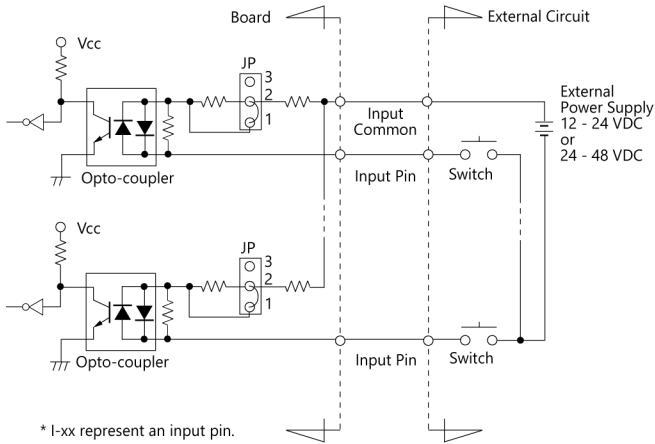 Board
External Circuit
Vcc
JP
3
2
1
Input
Common
External
Power Supply
12 - 24 VDC
or
24 - 48 VDC
Opto-coupler
Input Pin
Switch
Vcc
JP
3
2
1
Opto-coupler
Input Pin
Switch
* I-xx represent an input pin.